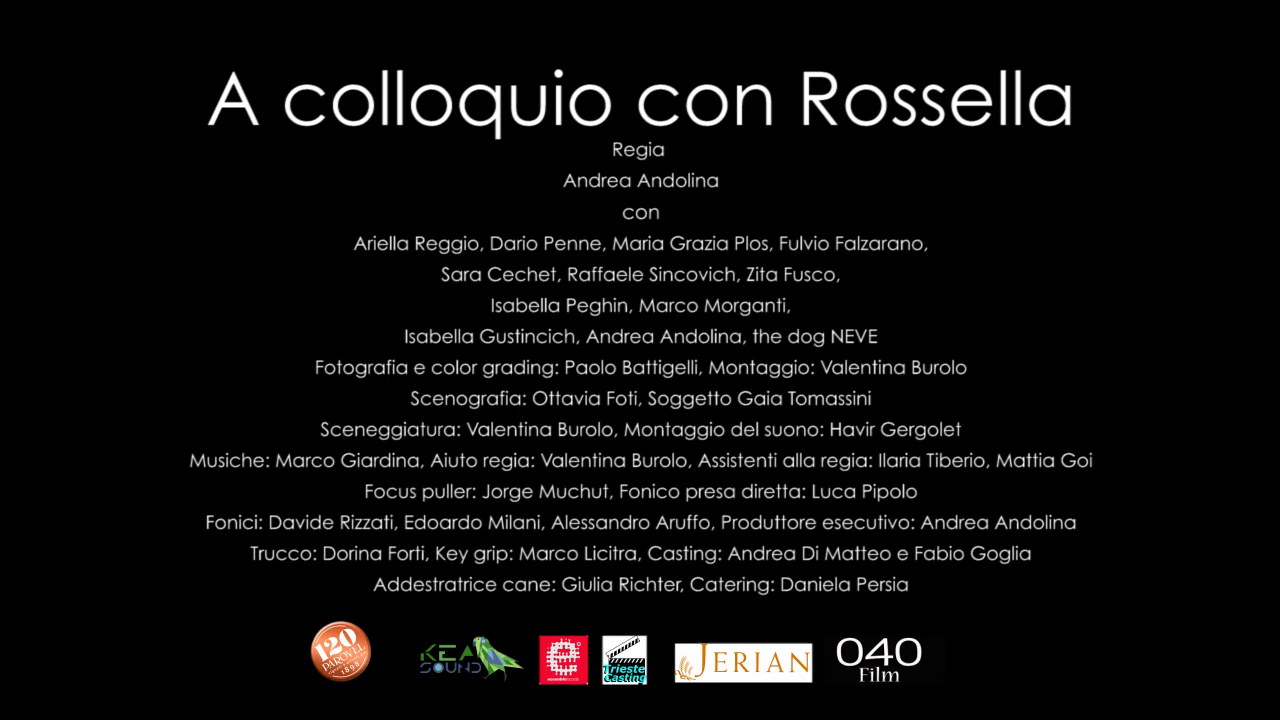 A colloquio con Rossella
Regia
Andrea Andolina
con
Ariella Reggio, Dario Penne, Maria Grazia Plos, Fulvio Falzarano,
Sara Cechet, Raffaele Sincovich, Zita Fusco,
Isabella Peghin, Marco Morganti,
Isabella Gustincich, Andrea Andolina, the dog NEVE
Fotografia e color grading: Paolo Battigelli, Montaggio: Valentina Burolo
Scenografia: Ottavia Foti, Soggetto Gaia Tomassini
Sceneggiatura: Valentina Burolo, Montaggio del suono: Havir Gergolet
Musiche: Marco Giardina, Aiuto regia: Valentina Burolo, Assistenti alla regia: Ilaria Tiberio, Mattia Goi
Focus puller: Jorge Muchut, Fonico presa diretta: Luca Pipolo
Fonici: Davide Rizzati, Edoardo Milani, Alessandro Aruffo, Produttore esecutivo: Andrea Andolina
Trucco: Dorina Forti, Key grip: Marco Licitra, Casting: Andrea Di Matteo e Fabio Goglia
Addestratrice cane: Giulia Richter, Catering: Daniela Persia
120
PAROVEL
1898
KEA
SOUND
e
Trieste
Casting
JERIAN
040
Film